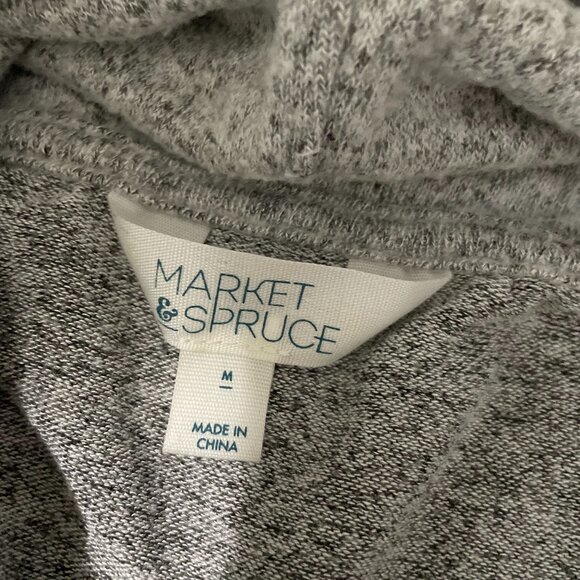 MARKET
& SPRUCE
M
MADE IN
CHINA